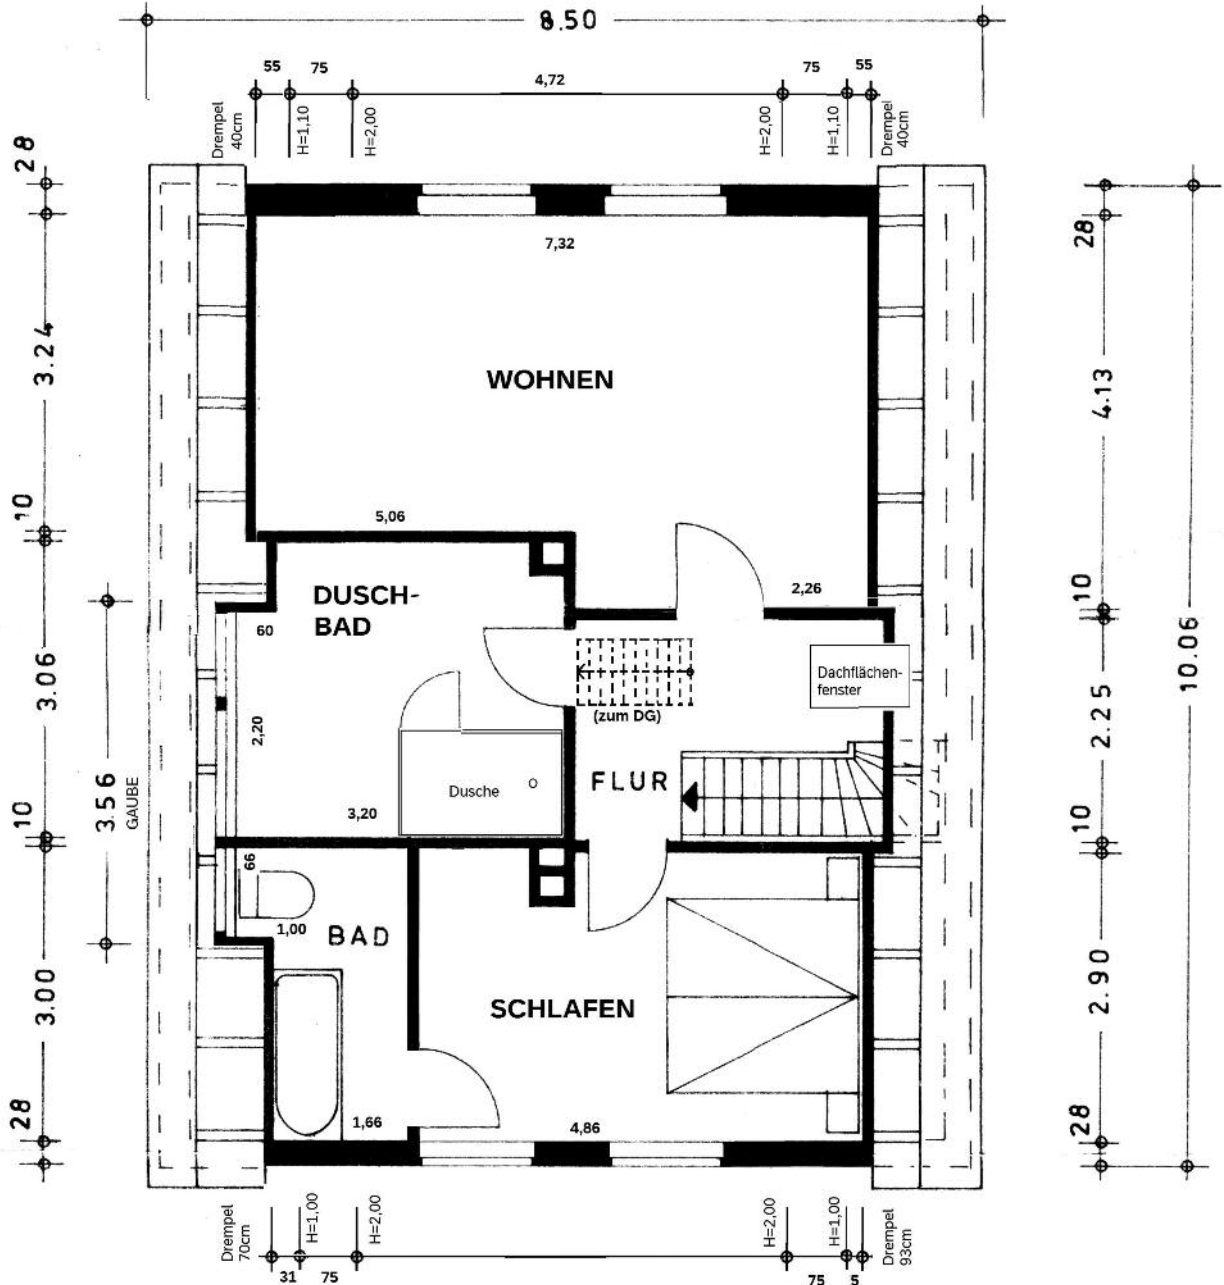 8.50
55
75
4,72
75
55
Drempel
40cm
H=1,10
H=2,00
H=2,00
H=1,10
Drempel
40cm
28
3.24
10
3.06
10
3.00
28
3.56
GAUBE
28
4.13
10
2.25
10
2.90
28
10.06
7,32
WOHNEN
5,06
2,26
DUSCH-
BAD
60
2,20
3,20
Dusche
(zum DG)
FLUR
Dachflächen-
fenster
66
1,00
BAD
1,66
SCHLAFEN
4,86
Drempel
70cm
H=1,00
H=2,00
H=2,00
H=1,00
Drempel
93cm
31
75
75
5